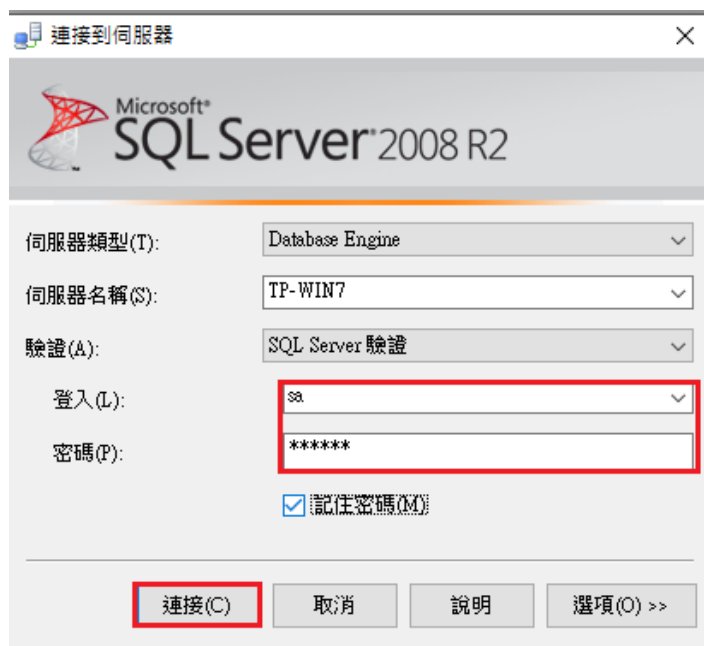 連接到伺服器
Microsoft®
SQL Server® 2008 R2
伺服器類型(T): Database Engine
伺服器名稱(S): TP-WIN7
驗證(A): SQL Server 驗證
登入(L): sa
密碼(P): ******
記住密碼(M)
連接(C) 取消 說明 選項(O) >>